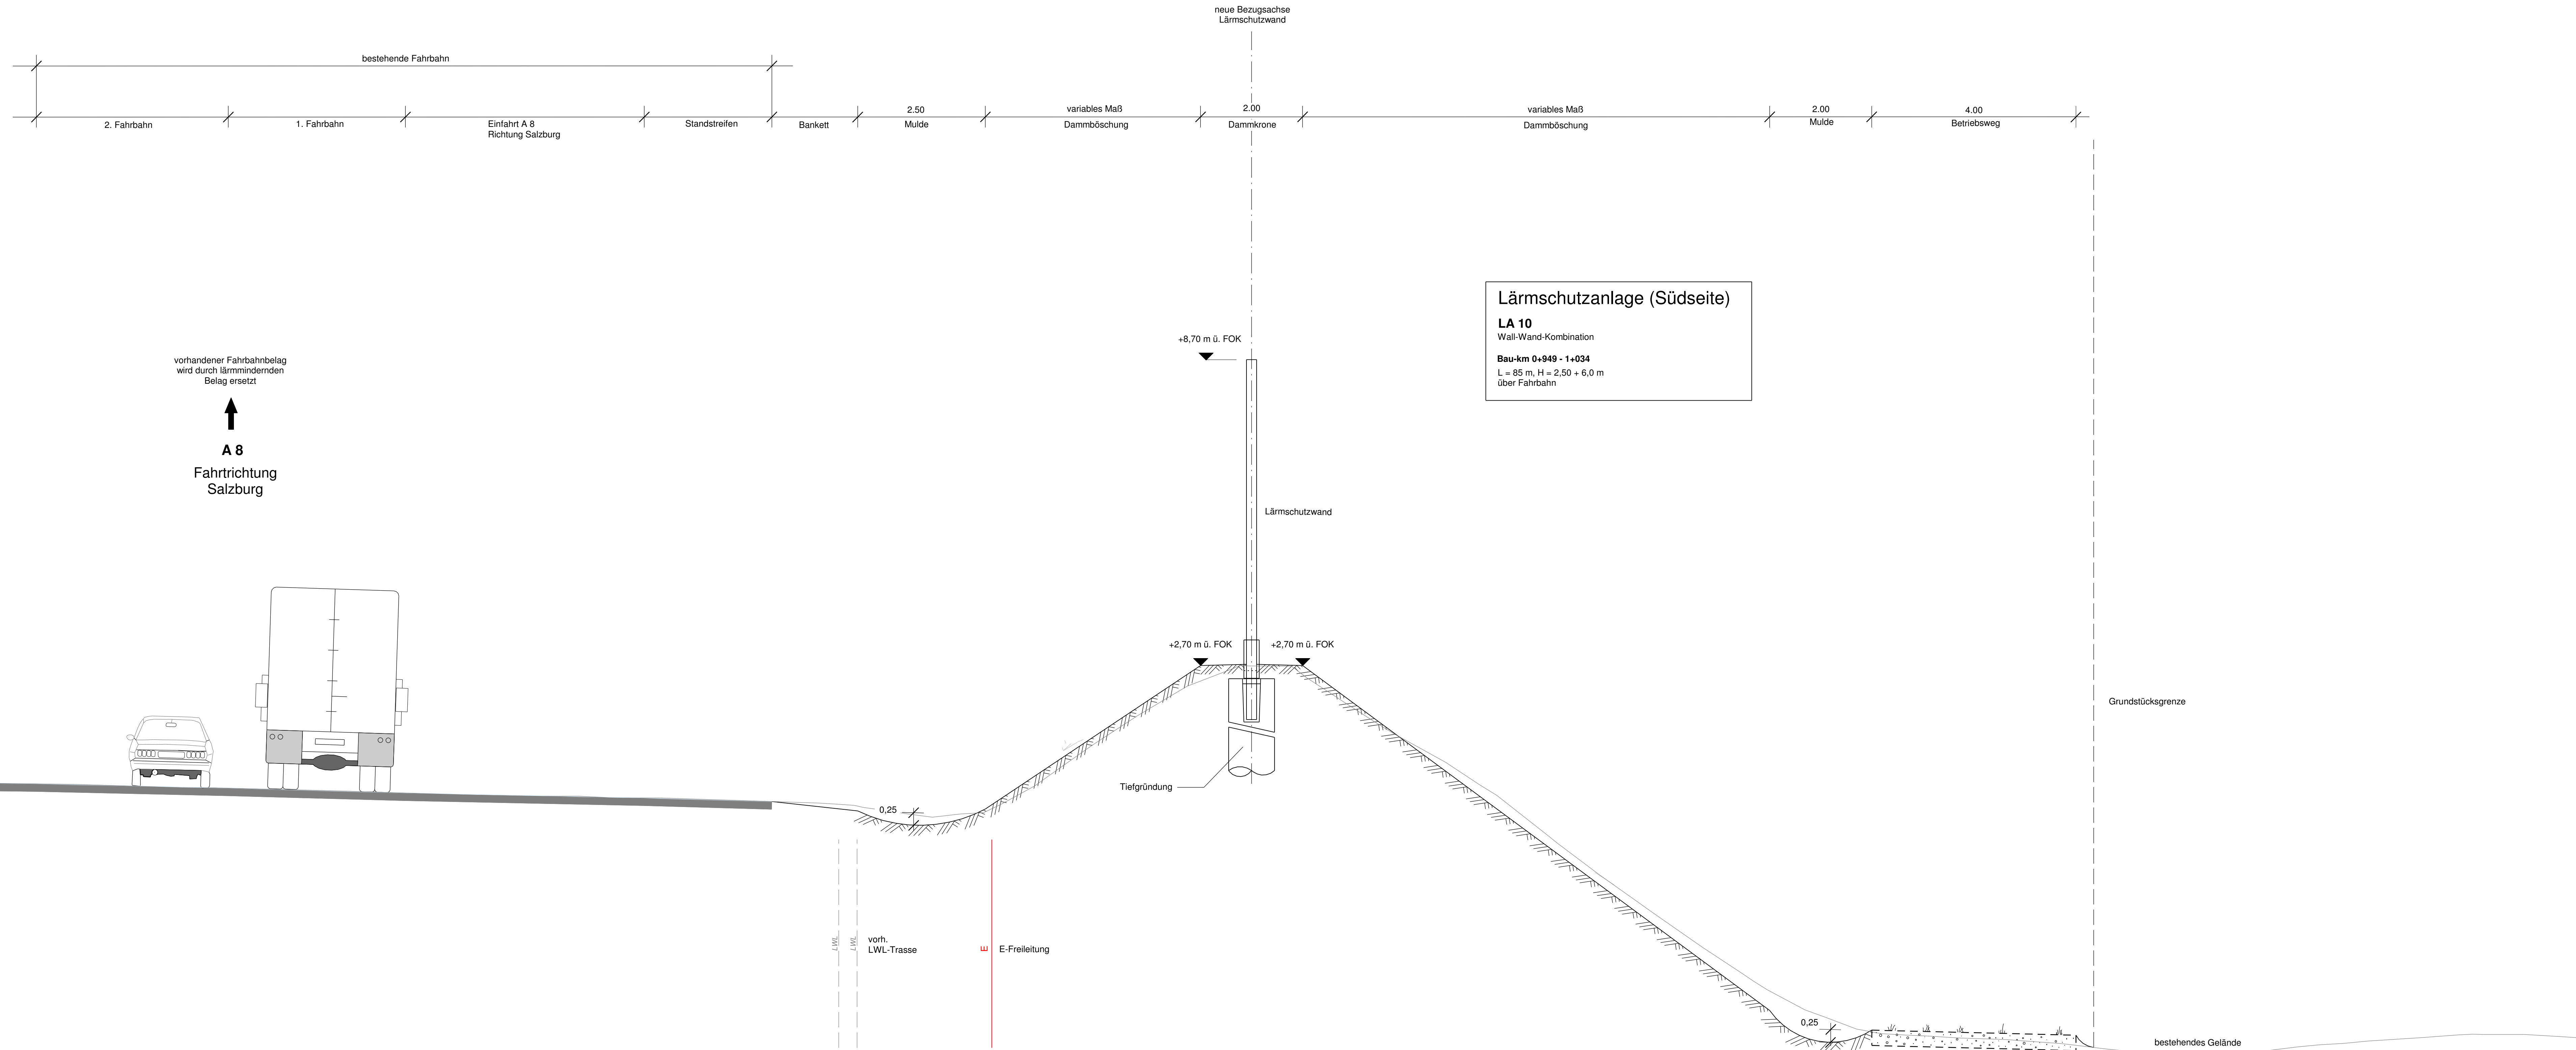 neue Bezugsachse
Lärmschutzwand
bestehende Fahrbahn
2. Fahrbahn
1. Fahrbahn
Einfahrt A 8
Richtung Salzburg
Standstreifen
Bankett
2.50
Mulde
variables Maß
Dammböschung
2.00
Dammkrone
variables Maß
Dammböschung
2.00
Mulde
4.00
Betriebsweg
Lärmschutzanlage (Südseite)
LA 10
Wall-Wand-Kombination
Bau-km 0+949 - 1+034
L = 85 m, H = 2,50 + 6,0 m
über Fahrbahn
+8,70 m ü. FOK
vorhandener Fahrbahnbelag
wird durch lärmmindernden
Belag ersetzt
A 8
Fahrtrichtung
Salzburg
Lärmschutzwand
+2,70 m ü. FOK
+2,70 m ü. FOK
Grundstücksgrenze
Tiefgründung
0,25
LWL
LWL
vorh.
LWL-Trasse
E
E-Freileitung
0,25
bestehendes Gelände